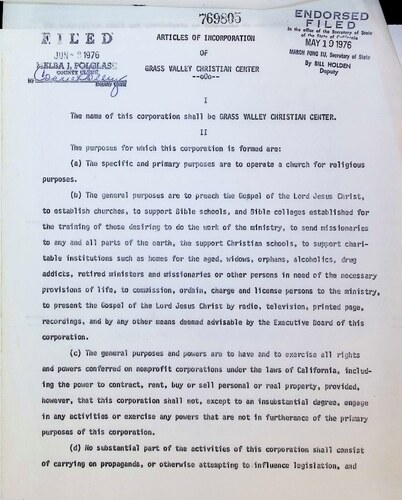 769805
ENDORSED
FILED
In the office of the Secretary of State
of the State of California
MAY 19 1976
MARCH FONG EU, Secretary of State
By BILL HOLDEN
Deputy
FILED
JUN 1976
ELBA J. POLGLASE
COUNTY CLERK
ARTICLES OF INCORPORATION
OF
GRASS VALLEY CHRISTIAN CENTER
--oOo--
I
The name of this corporation shall be GRASS VALLEY CHRISTIAN CENTER.
II
The purposes for which this corporation is formed are:
(a) The specific and primary purposes are to operate a church for religious
purposes.
(b) The general purposes are to preach the Gospel of the Lord Jesus Christ,
to establish churches, to support Bible schools, and Bible colleges established for
the training of those desiring to do the work of the ministry, to send missionaries
to any and all parts of the earth, the support Christian schools, to support chari-
table institutions such as homes for the aged, widows, orphans, alcoholics, drug
addicts, retired ministers and missionaries or other persons in need of the necessary
provisions of life, to commission, ordain, charge and license persons to the ministry,
to present the Gospel of the Lord Jesus Christ by radio, television, printed page,
recordings, and by any other means deemed advisable by the Executive Board of this
corporation.
(c) The general purposes and powers are to have and to exercise all rights
and powers conferred on nonprofit corporations under the laws of California, includ-
ing the power to contract, rent, buy or sell personal or real property, provided,
however, that this corporation shall not, except to an insubstantial degree, engage
in any activities or exercise any powers that are not in furtherance of the primary
purposes of this corporation.
(d) No substantial part of the activities of this corporation shall consist
of carrying on propaganda, or otherwise attempting to influence legislation, and